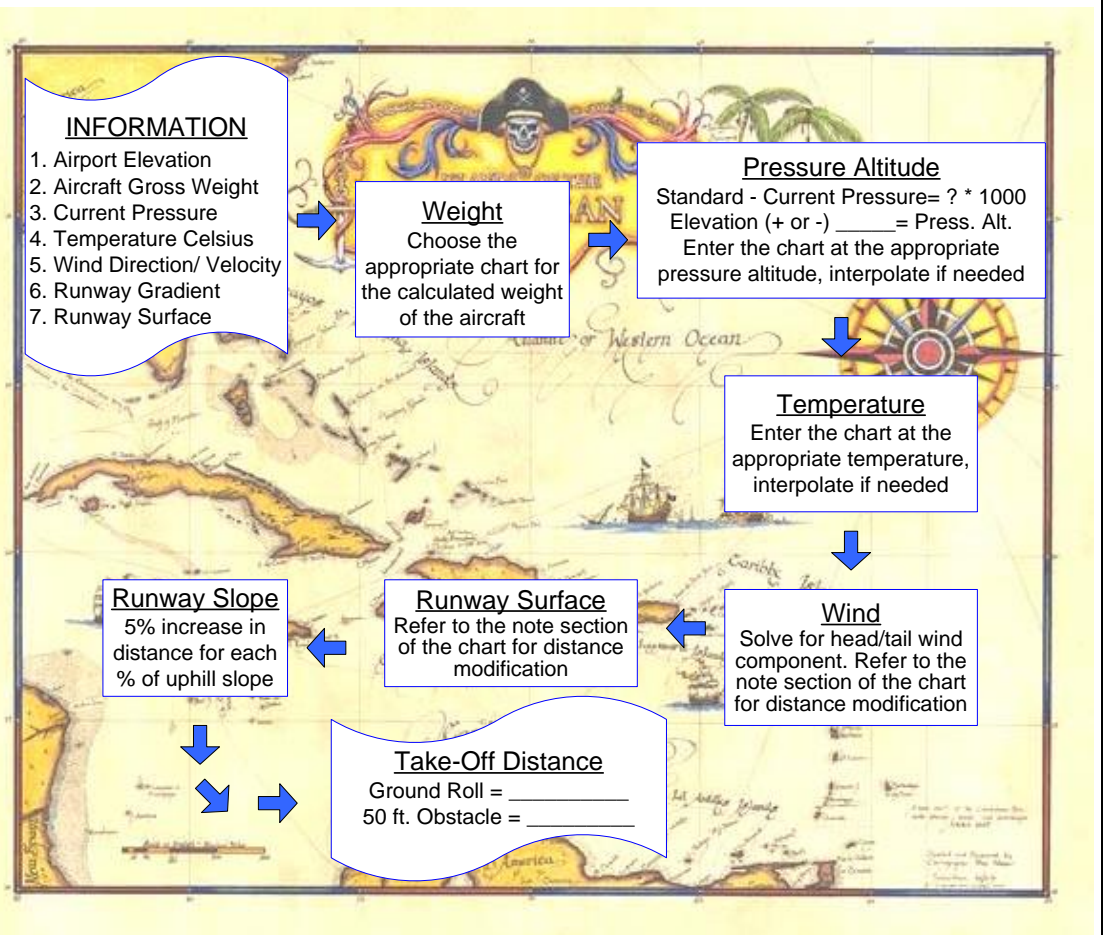 INFORMATION
1. Airport Elevation
2. Aircraft Gross Weight
3. Current Pressure
4. Temperature Celsius
5. Wind Direction/ Velocity
6. Runway Gradient
7. Runway Surface
Weight
Choose the
appropriate chart for
the calculated weight
of the aircraft
Pressure Altitude
Standard - Current Pressure= ? * 1000
Elevation (+ or -) _____= Press. Alt.
Enter the chart at the appropriate
pressure altitude, interpolate if needed
or Western Ocean
Temperature
Enter the chart at the
appropriate temperature,
interpolate if needed
Wind
Solve for head/tail wind
component. Refer to the
note section of the chart
for distance modification
Runway Surface
Refer to the note section
of the chart for distance
modification
Runway Slope
5% increase in
distance for each
% of uphill slope
Take-Off Distance
Ground Roll = ___________
50 ft. Obstacle = __________
America